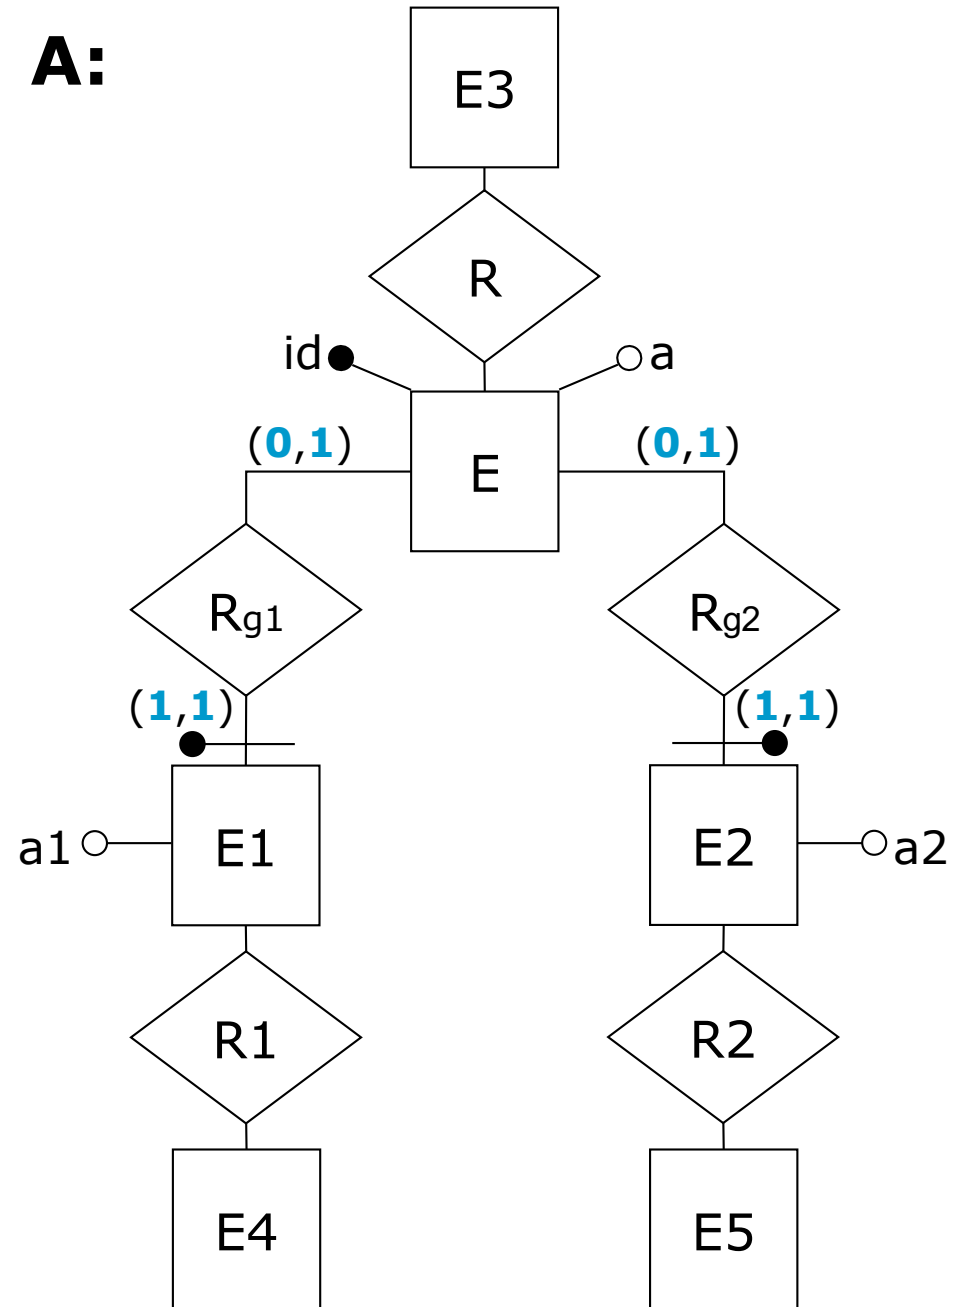 A:
E3
R
id
a
(0,1)
(0,1)
E
Rg1
Rg2
(1,1)
(1,1)
a1
E1
E2
a2
R1
R2
E4
E5